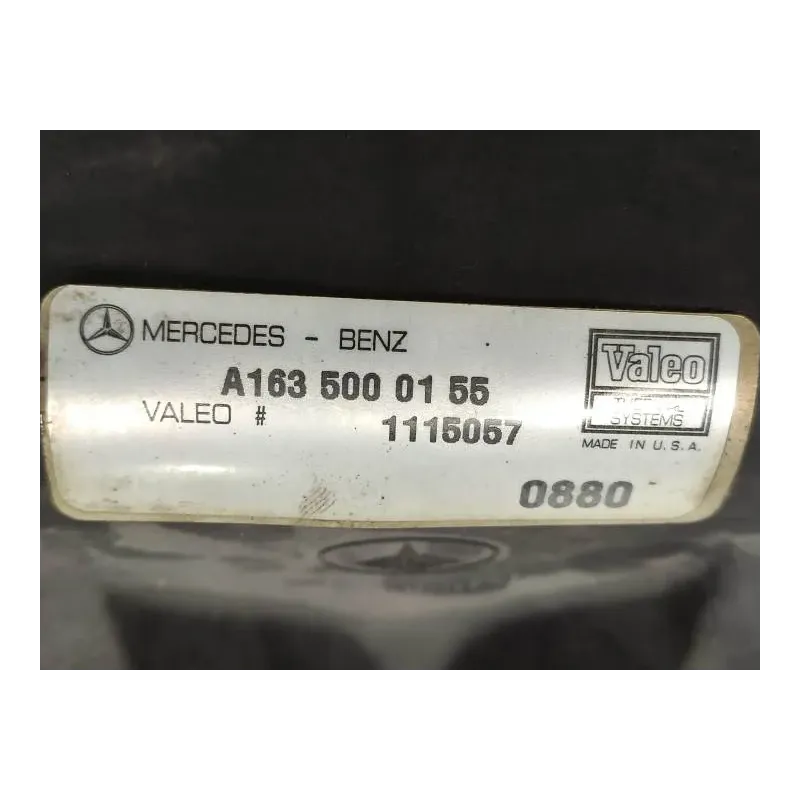 MERCEDES - BENZ
A163 500 01 55
VALEO # 1115057
Valeo
SYSTEMS
MADE IN U.S.A.
0880